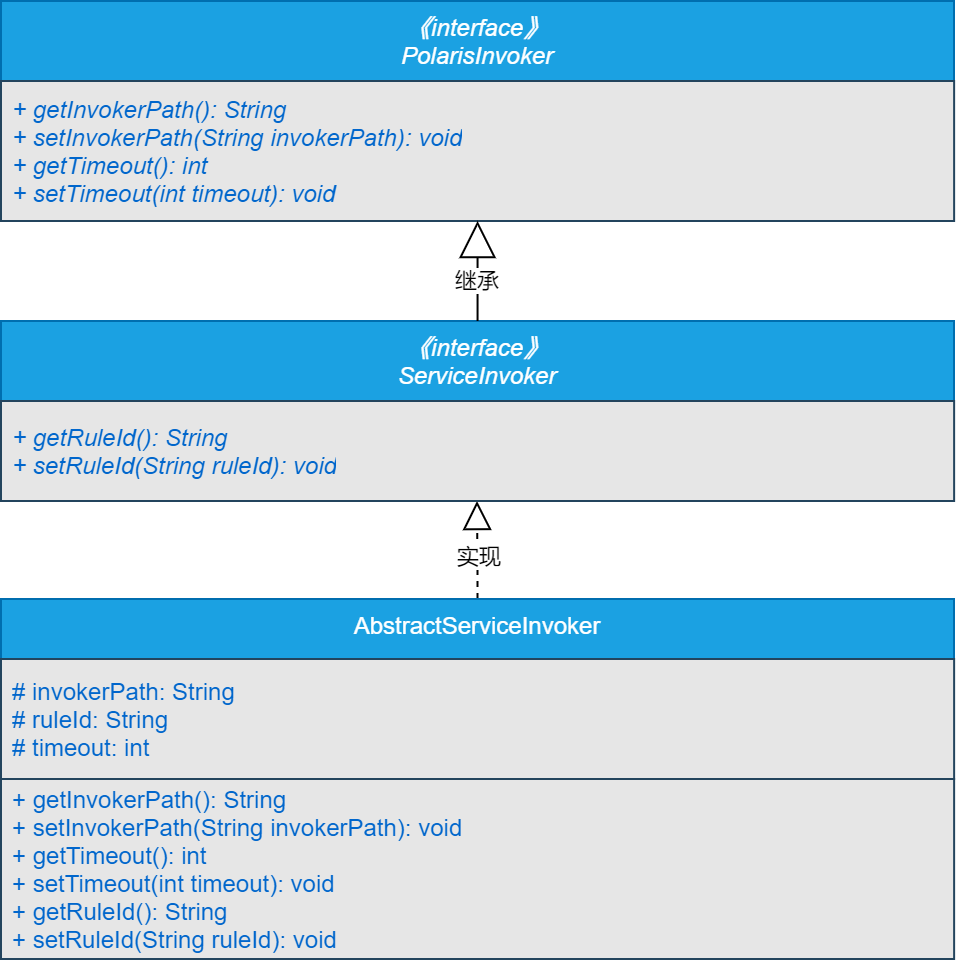 《interface》
PolarisInvoker
+ getInvokerPath(): String
+ setInvokerPath(String invokerPath): void
+ getTimeout(): int
+ setTimeout(int timeout): void
继承
《interface》
ServiceInvoker
+ getRuleId(): String
+ setRuleId(String ruleId): void
实现
AbstractServiceInvoker
# invokerPath: String
# ruleId: String
# timeout: int
+ getInvokerPath(): String
+ setInvokerPath(String invokerPath): void
+ getTimeout(): int
+ setTimeout(int timeout): void
+ getRuleId(): String
+ setRuleId(String ruleId): void